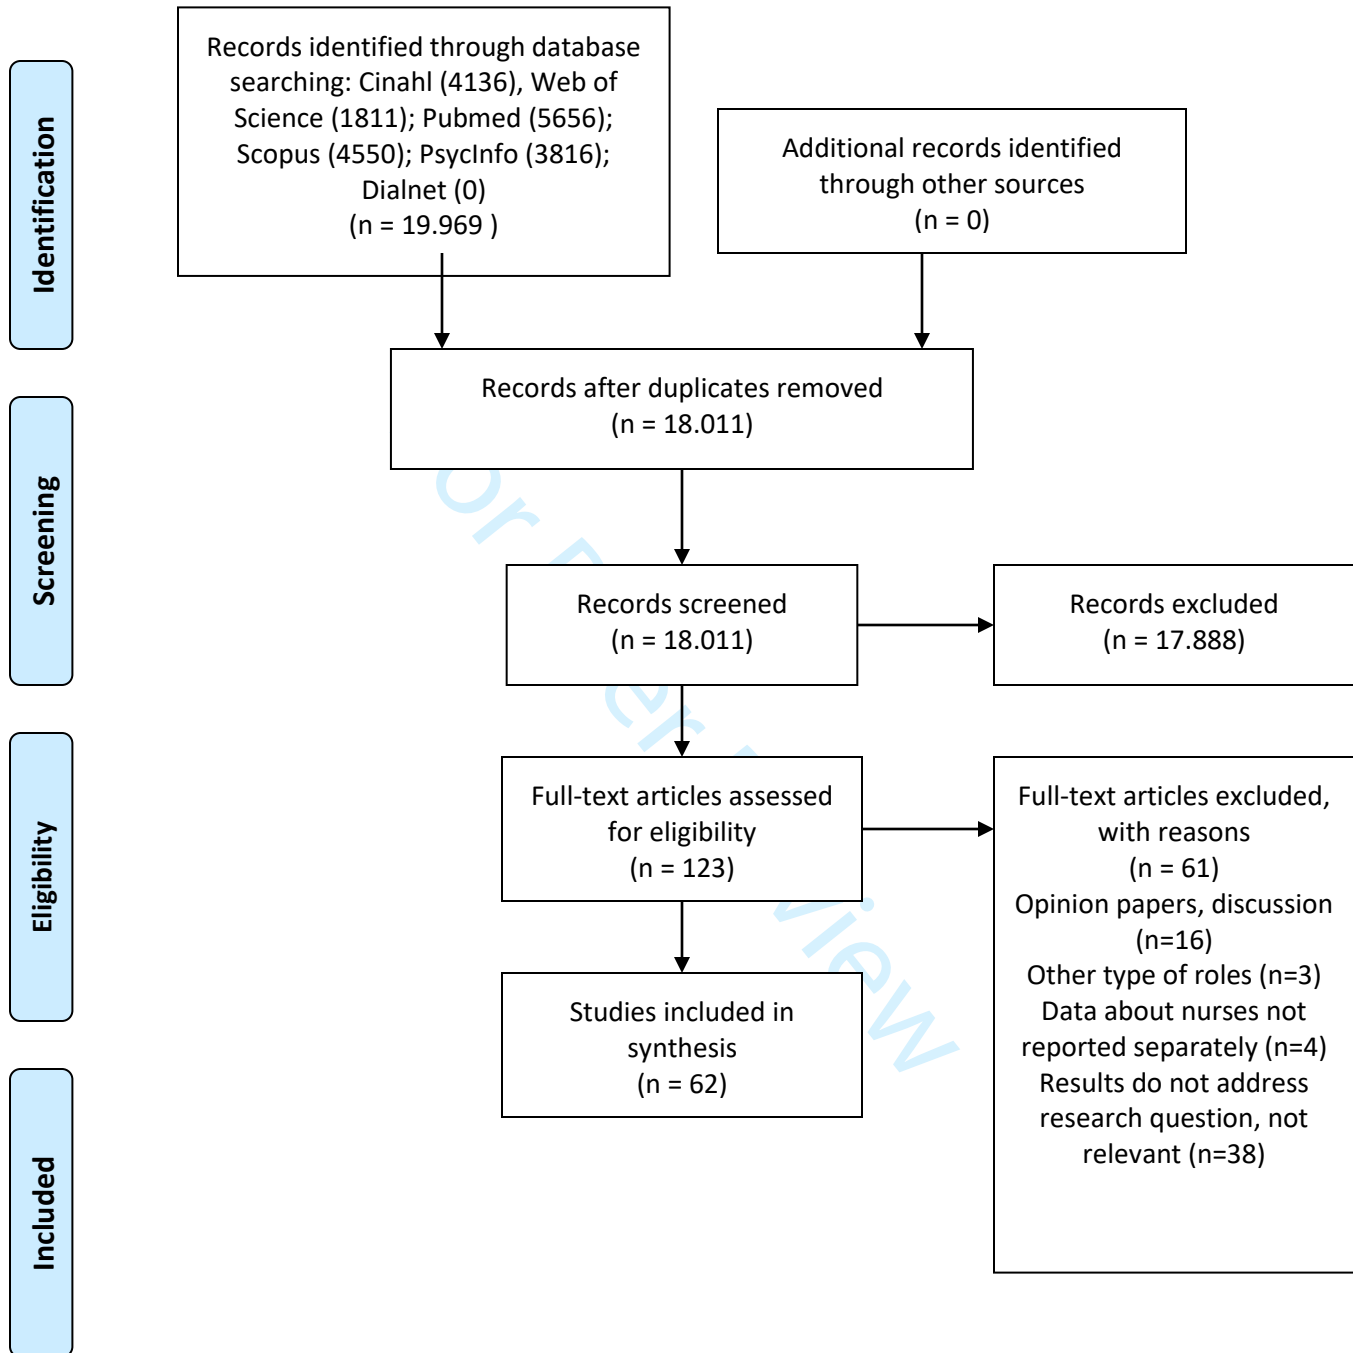 Identification
Records identified through database
searching: Cinahl (4136), Web of
Science (1811); Pubmed (5656);
Scopus (4550); PsycInfo (3816);
Dialnet (0)
(n = 19.969 )
Additional records identified
through other sources
(n = 0)
Records after duplicates removed
(n = 18.011)
Screening
Records screened
(n = 18.011)
Records excluded
(n = 17.888)
Eligibility
Full-text articles assessed
for eligibility
(n = 123)
Full-text articles excluded,
with reasons
(n = 61)
Opinion papers, discussion
(n=16)
Other type of roles (n=3)
Data about nurses not
reported separately (n=4)
Results do not address
research question, not
relevant (n=38)
Included
Studies included in
synthesis
(n = 62)